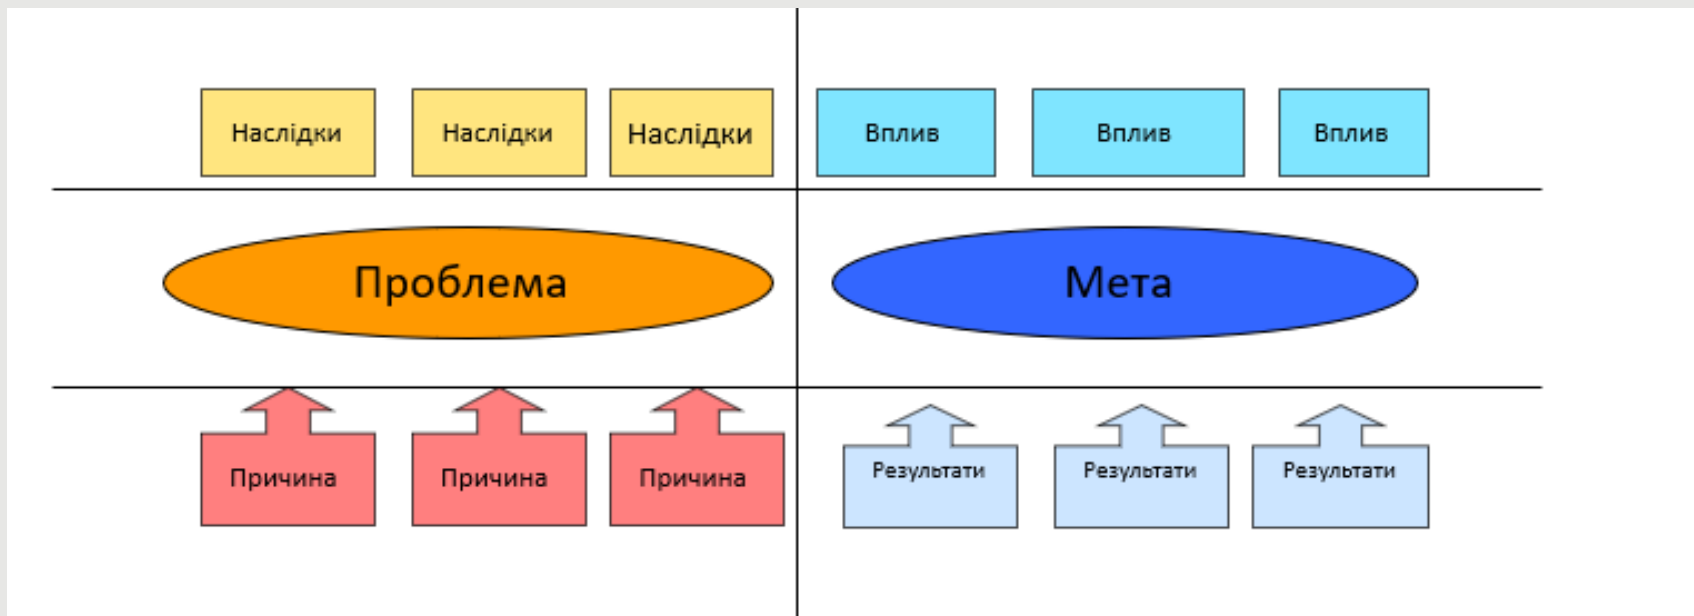 Наслідки
Наслідки
Наслідки
Вплив
Вплив
Вплив
Проблема
Мета
Причина
Причина
Причина
Результати
Результати
Результати